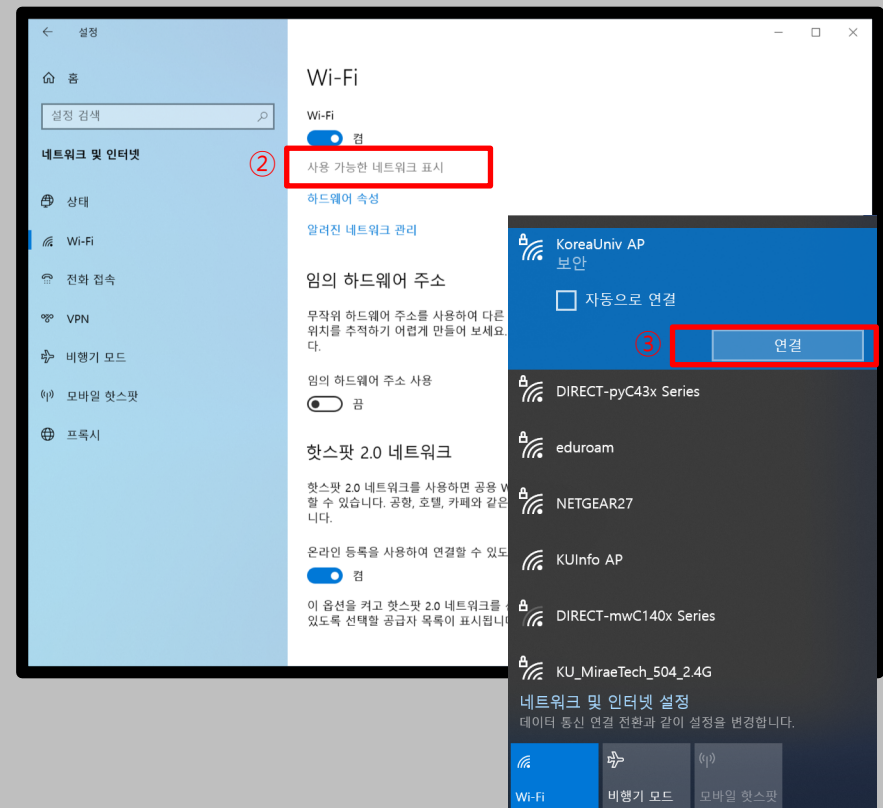 설정
홈
설정 검색
네트워크 및 인터넷
상태
Wi-Fi
전화 접속
VPN
비행기 모드
모바일 핫스팟
프록시
Wi-Fi
Wi-Fi
켬
② 사용 가능한 네트워크 표시
하드웨어 속성
알려진 네트워크 관리
임의 하드웨어 주소
무작위 하드웨어 주소를 사용하여 다른
위치를 추적하기 어렵게 만들어 보세요.
다.
임의 하드웨어 주소 사용
끔
핫스팟 2.0 네트워크
핫스팟 2.0 네트워크를 사용하면 공용
할 수 있습니다. 공항, 호텔, 카페와 같은
니다.
온라인 등록을 사용하여 연결할 수 있도
켬
이 옵션을 켜고 핫스팟 2.0 네트워크를
있도록 선택할 공급자 목록이 표시됩니
KoreaUniv AP
보안
자동으로 연결
③ 연결
DIRECT-pyC43x Series
eduroam
NETGEAR27
KUInfo AP
DIRECT-mwC140x Series
KU_MiraeTech_504_2.4G
네트워크 및 인터넷 설정
데이터 통신 연결 전환과 같이 설정을 변경합니다.
Wi-Fi
비행기 모드
모바일 핫스팟